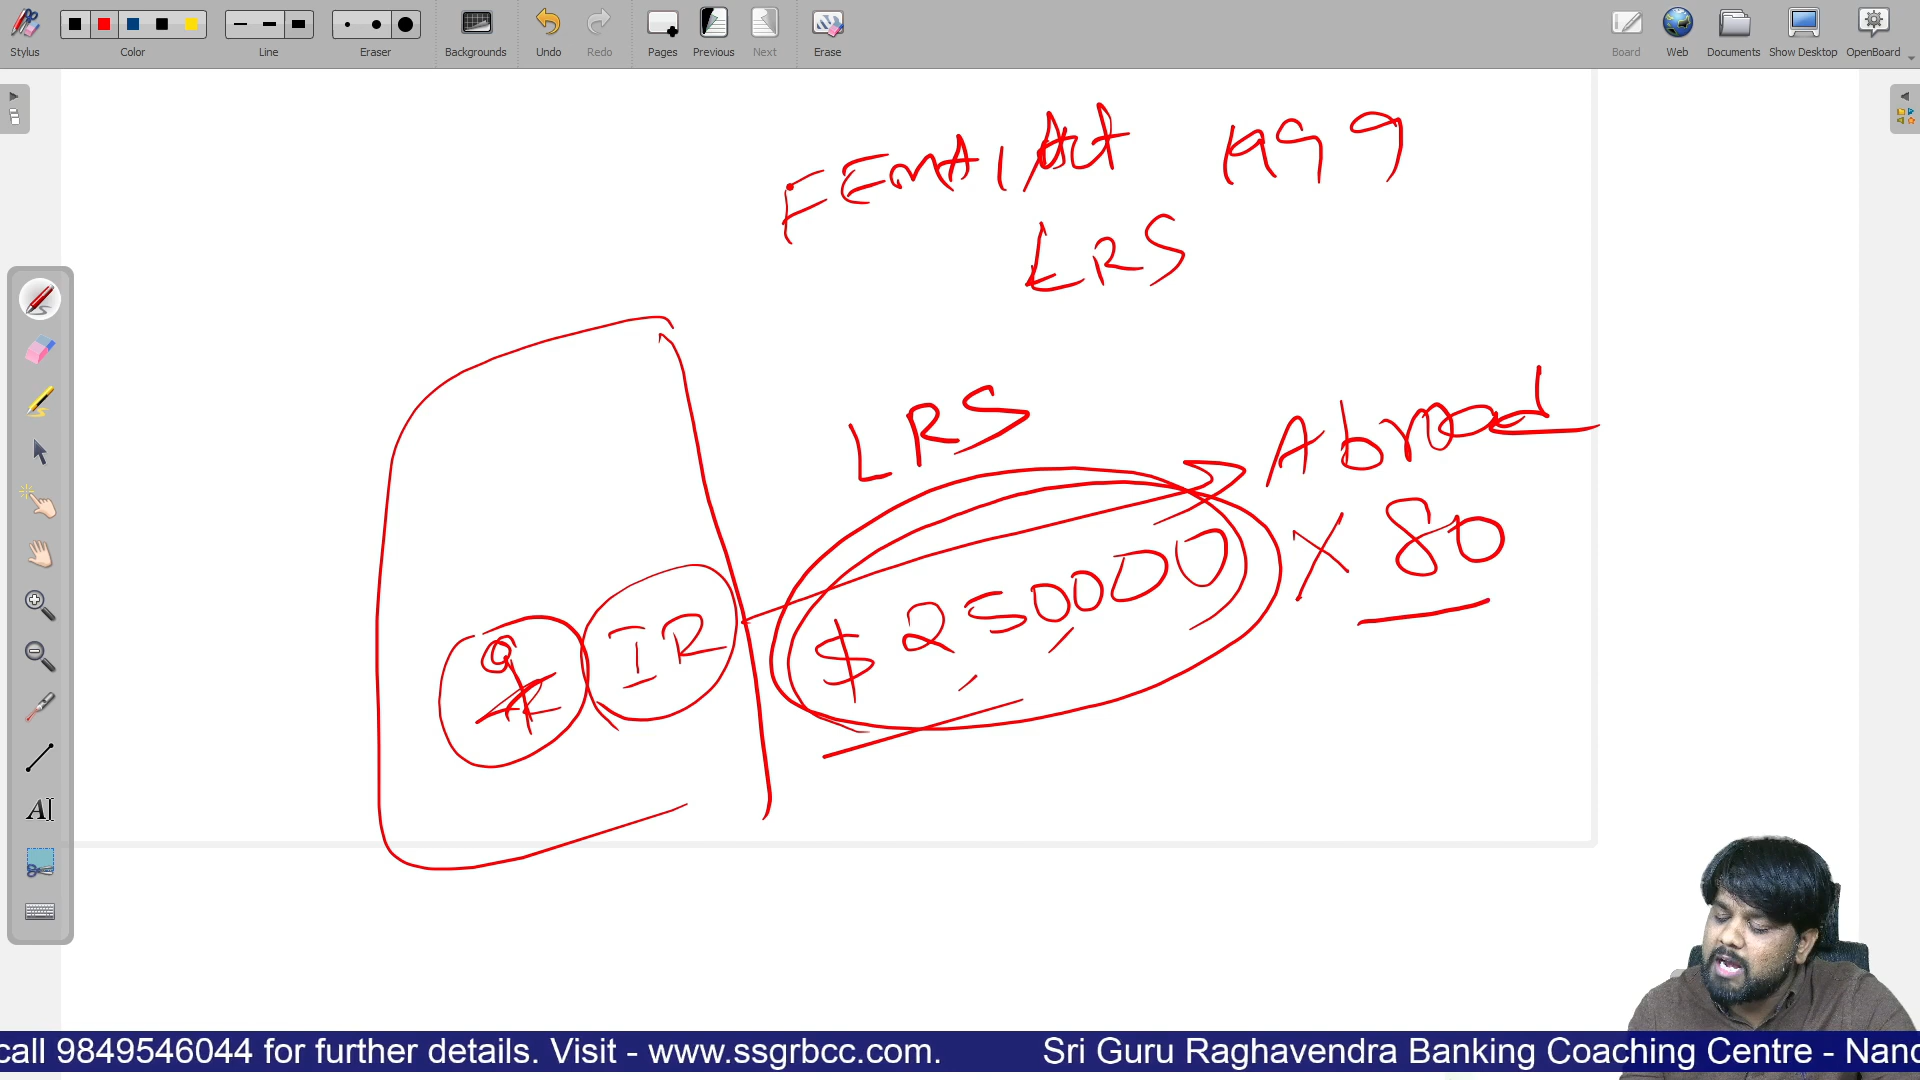 Stylus
Color
Line
Eraser
Backgrounds
Undo
Redo
Pages
Previous
Next
Erase
Board
Web
Documents
Show Desktop
OpenBoard
FEMA, Act 1999
LRS
LRS
Abroad
$ 250000 X 80
IR
AI
call 9849546044 for further details. Visit - www.ssgrbcc.com. Sri Guru Raghavendra Banking Coaching Centre - Nand